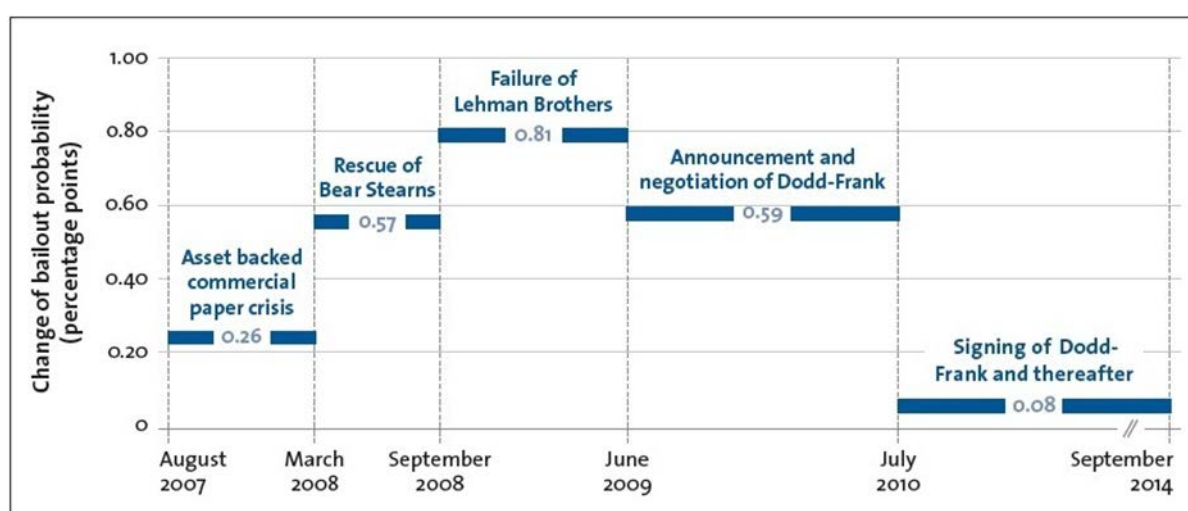 Change of bailout probability
(percentage points)
1.00
0.80
0.60
0.40
0.20
0
Asset backed
commercial
paper crisis
0.26
Rescue of
Bear Stearns
0.57
Failure of
Lehman Brothers
0.81
Announcement and
negotiation of Dodd-Frank
0.59
Signing of Dodd-
Frank and thereafter
0.08
August
2007
March
2008
September
2008
June
2009
July
2010
September
2014